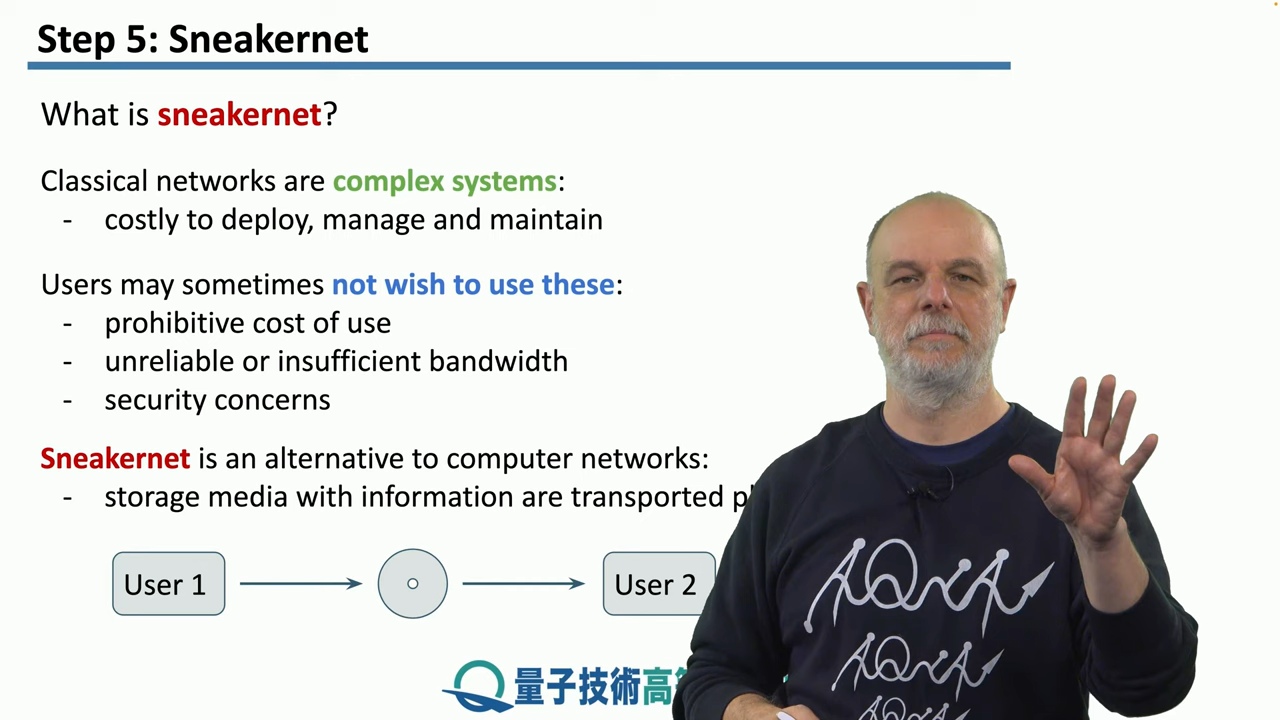 Step 5: Sneakernet
What is sneakernet?
Classical networks are complex systems:
- costly to deploy, manage and maintain
Users may sometimes not wish to use these:
- prohibitive cost of use
- unreliable or insufficient bandwidth
- security concerns
Sneakernet is an alternative to computer networks:
- storage media with information are transported
User 1
User 2
量子技術高